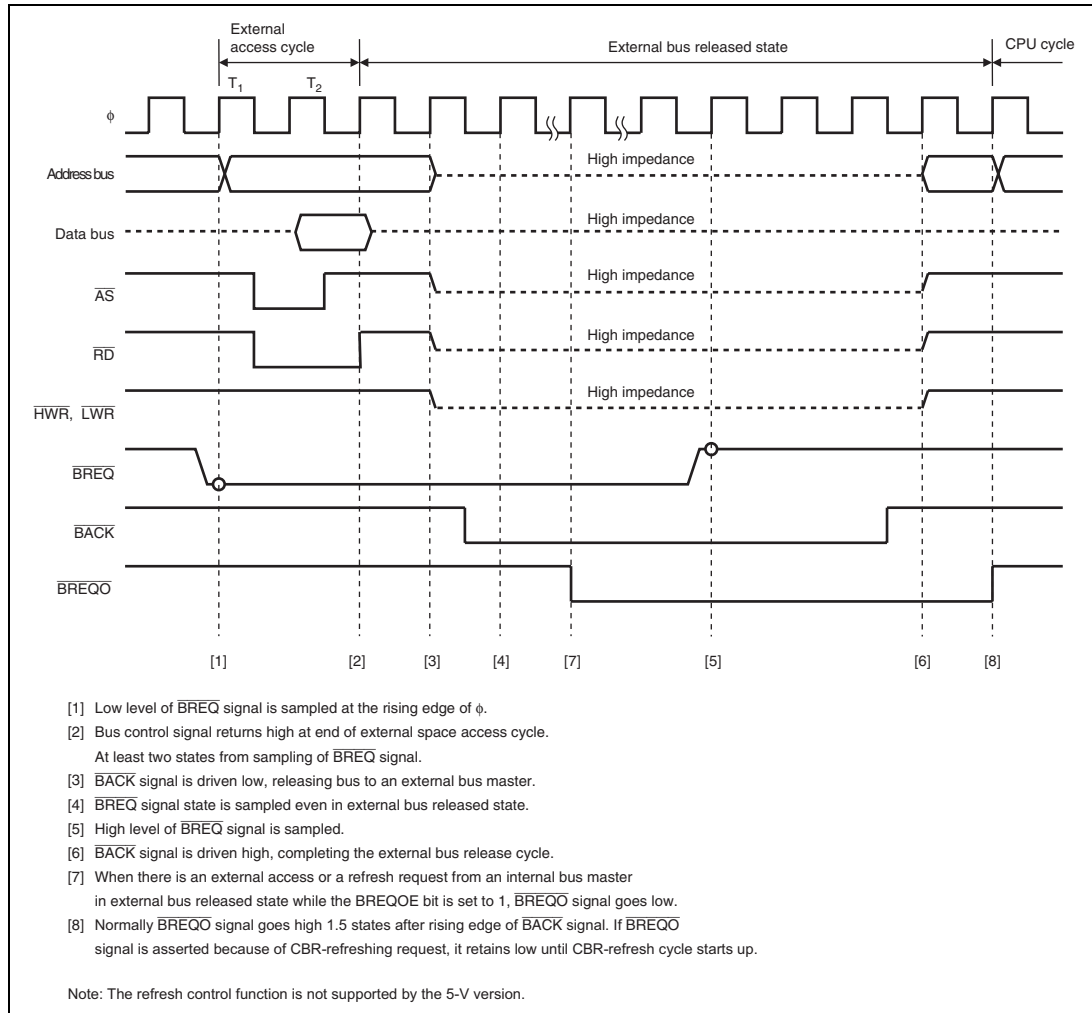 External
access cycle
External bus released state
CPU cycle
T1
T2
φ
Address bus
High impedance
Data bus
High impedance
AS
High impedance
RD
High impedance
HWR, LWR
High impedance
BREQ
BACK
BREQO
[1] [2] [3] [4] [7] [5] [6] [8]
[1] Low level of BREQ signal is sampled at the rising edge of φ.
[2] Bus control signal returns high at end of external space access cycle.
At least two states from sampling of BREQ signal.
[3] BACK signal is driven low, releasing bus to an external bus master.
[4] BREQ signal state is sampled even in external bus released state.
[5] High level of BREQ signal is sampled.
[6] BACK signal is driven high, completing the external bus release cycle.
[7] When there is an external access or a refresh request from an internal bus master
in external bus released state while the BREQOE bit is set to 1, BREQO signal goes low.
[8] Normally BREQO signal goes high 1.5 states after rising edge of BACK signal. If BREQO
signal is asserted because of CBR-refreshing request, it retains low until CBR-refresh cycle starts up.
Note: The refresh control function is not supported by the 5-V version.